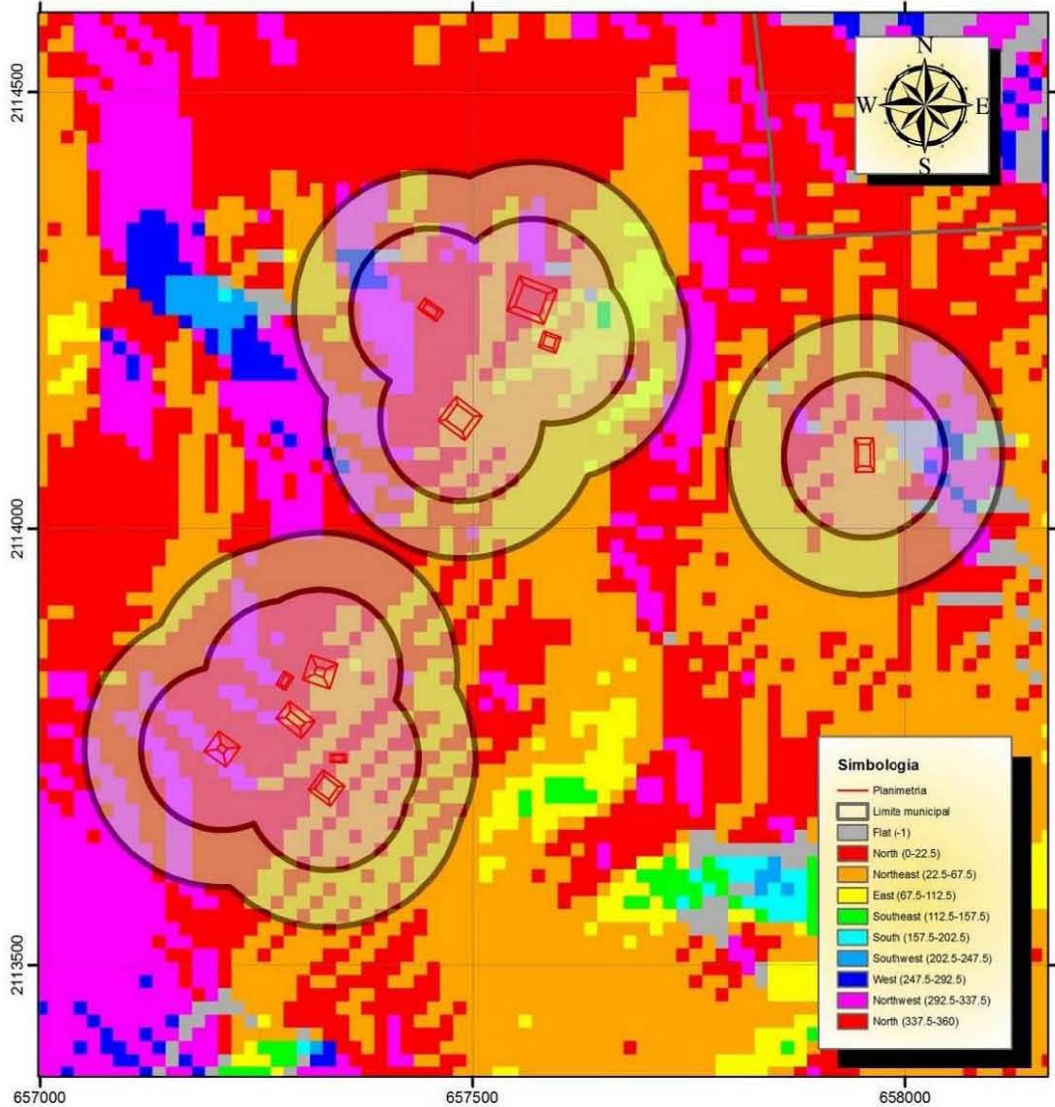 N
W E
S
2114500
2114000
2113500
657000 657500 658000
Simbologia
Planimetria
Limite municipal
Flat (-1)
North (0-22.5)
Northeast (22.5-67.5)
East (67.5-112.5)
Southeast (112.5-157.5)
South (157.5-202.5)
Southwest (202.5-247.5)
West (247.5-292.5)
Northwest (292.5-337.5)
North (337.5-360)